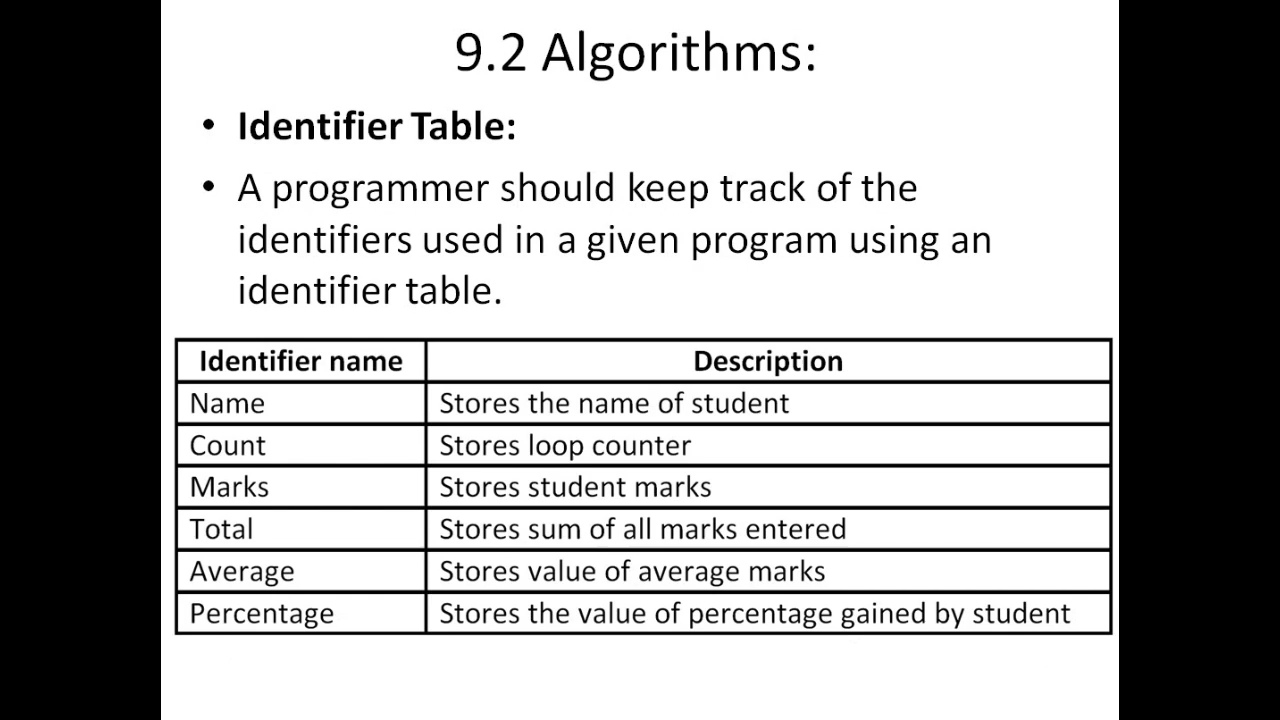 9.2 Algorithms:
• Identifier Table:
• A programmer should keep track of the
identifiers used in a given program using an
identifier table.
Identifier name Description
Name Stores the name of student
Count Stores loop counter
Marks Stores student marks
Total Stores sum of all marks entered
Average Stores value of average marks
Percentage Stores the value of percentage gained by student